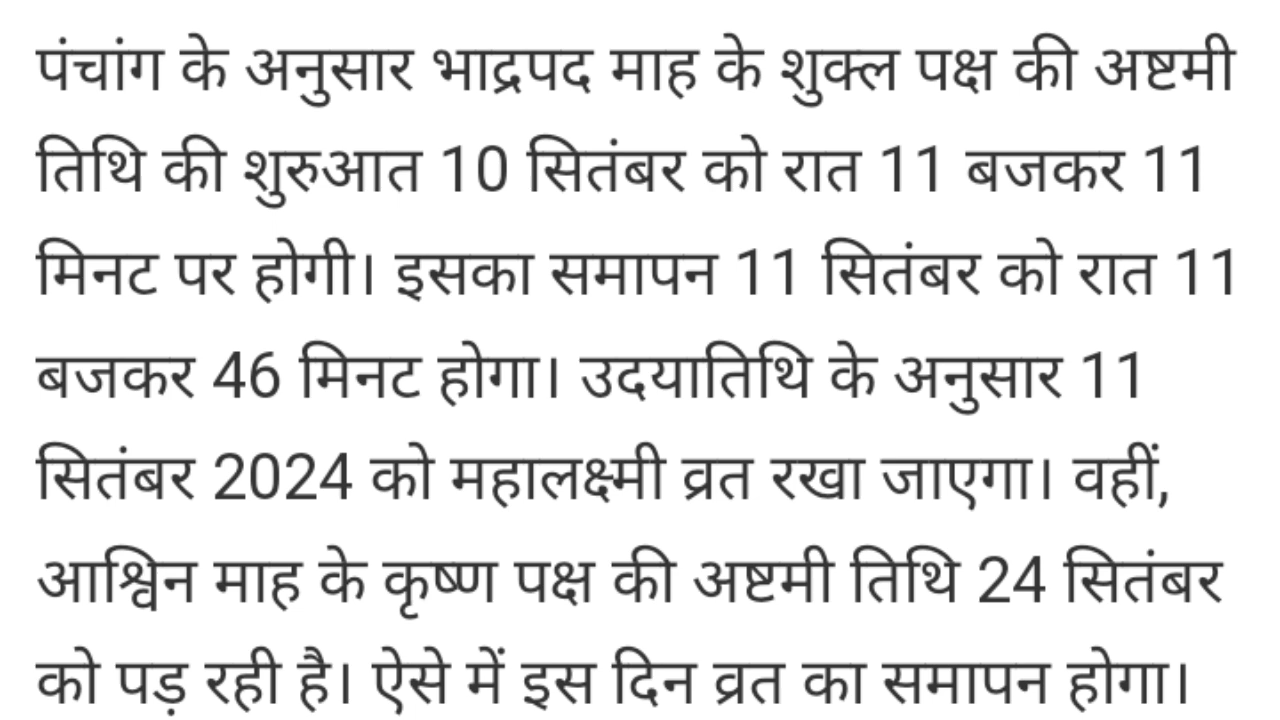 पंचांग के अनुसार भाद्रपद माह के शुक्ल पक्ष की अष्टमी
तिथि की शुरुआत 10 सितंबर को रात 11 बजकर 11
मिनट पर होगी। इसका समापन 11 सितंबर को रात 11
बजकर 46 मिनट होगा। उदयातिथि के अनुसार 11
सितंबर 2024 को महालक्ष्मी व्रत रखा जाएगा। वहीं,
आश्विन माह के कृष्ण पक्ष की अष्टमी तिथि 24 सितंबर
को पड़ रही है। ऐसे में इस दिन व्रत का समापन होगा।